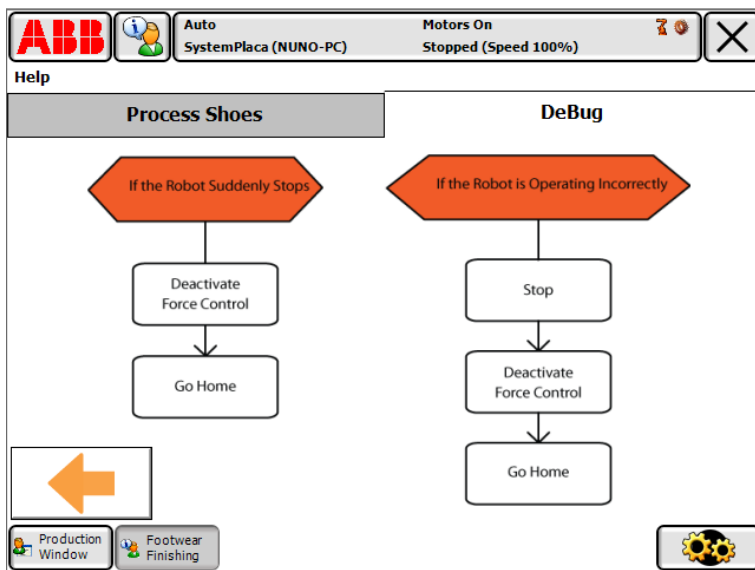 ABB
Auto
Motors On
SystemPlaca (NUNO-PC)
Stopped (Speed 100%)
Help
Process Shoes
DeBug
If the Robot Suddenly Stops
Deactivate
Force Control
Go Home
If the Robot is Operating Incorrectly
Stop
Deactivate
Force Control
Go Home
Production
Window
Footwear
Finishing